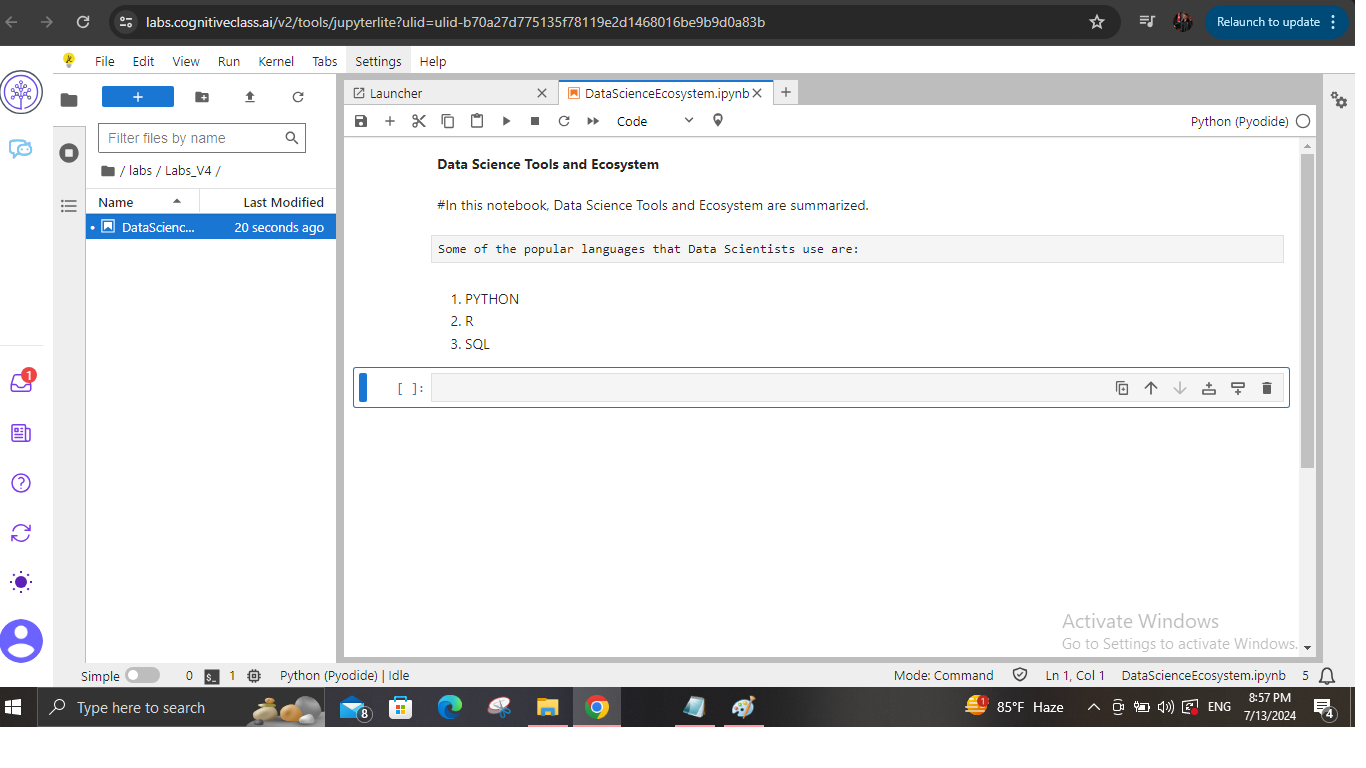 labs.cognitiveclass.ai/v2/tools/jupyterlite?ulid=ulid-b70a27d775135f78119e2d1468016be9b9d0a83b
Relaunch to update
File Edit View Run Kernel Tabs Settings Help
+
Launcher
DataScienceEcosystem.ipynb
Filter files by name
Code
Python (Pyodide)
/ labs / Labs_V4 /
Name Last Modified
DataScienc... 20 seconds ago
Data Science Tools and Ecosystem
#In this notebook, Data Science Tools and Ecosystem are summarized.
Some of the popular languages that Data Scientists use are:
1. PYTHON
2. R
3. SQL
[ ]:
1
Activate Windows
Go to Settings to activate Windows.
Simple 0 $_ 1 Python (Pyodide) | Idle Mode: Command Ln 1, Col 1 DataScienceEcosystem.ipynb 5
Type here to search
8
1
85°F Haze
ENG
8:57 PM
7/13/2024
4